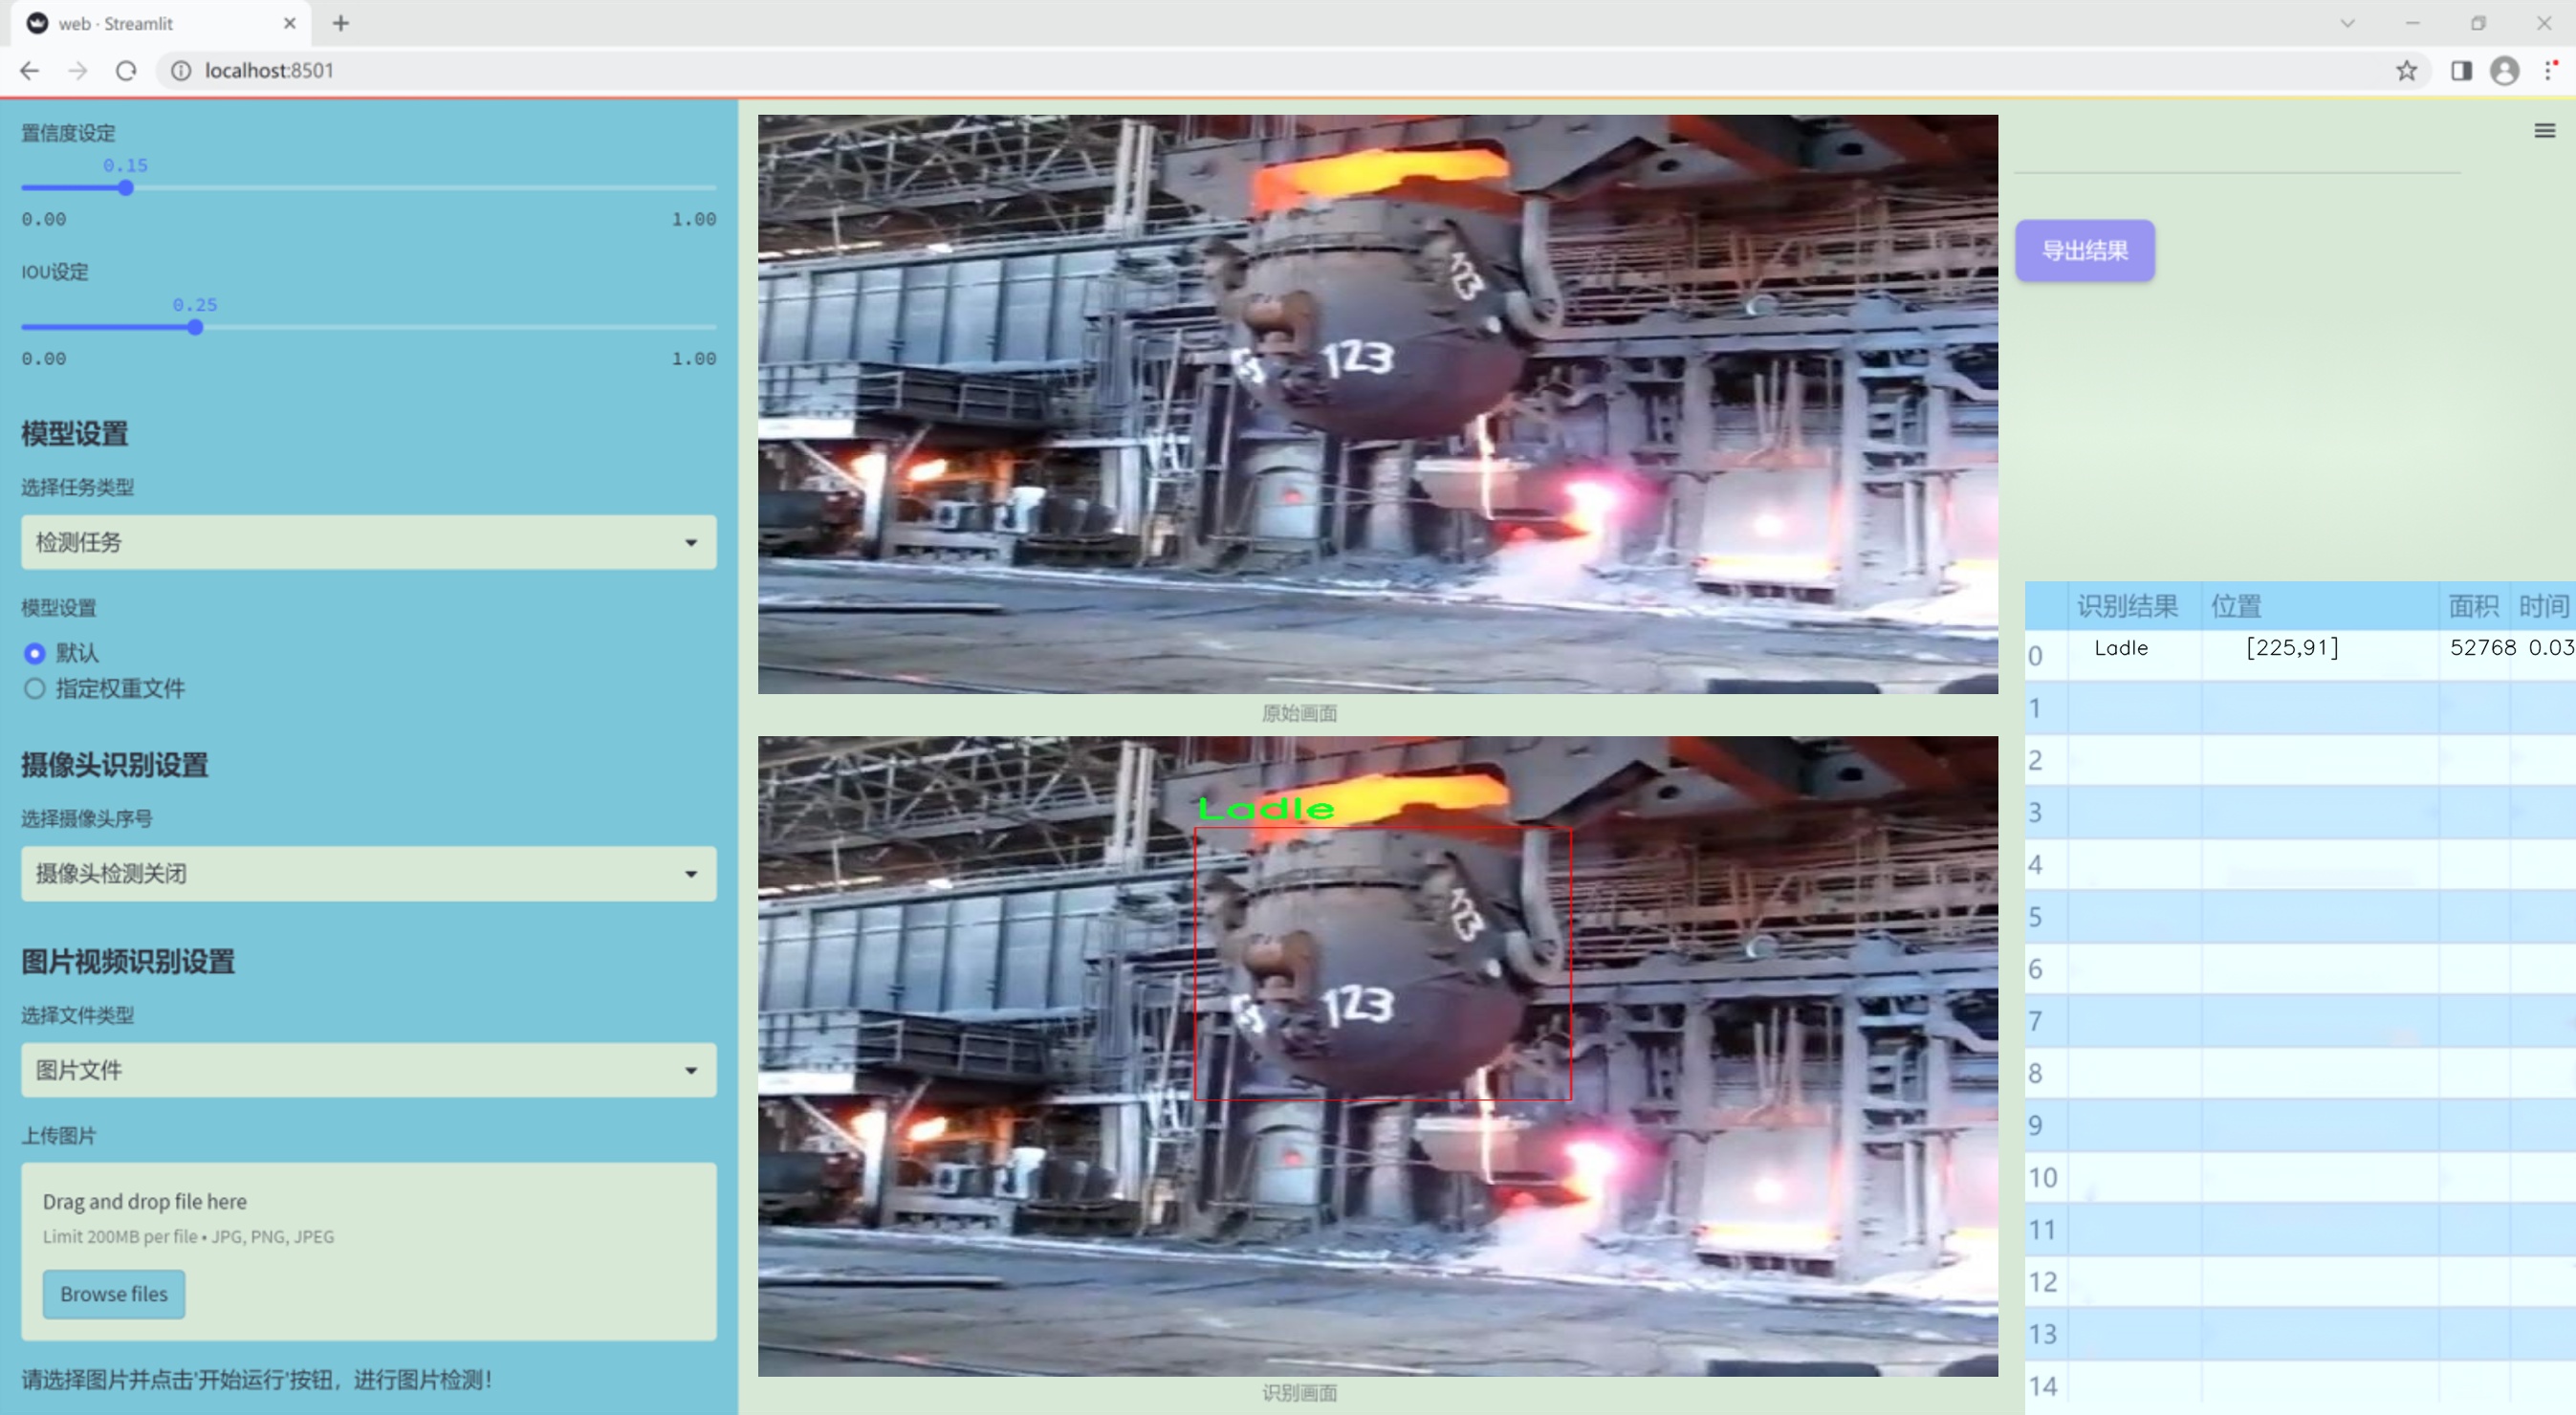 web · Streamlit
localhost:8501
置信度设定
0.15
0.00 1.00
IOU设定
0.25
0.00 1.00
模型设置
选择任务类型
检测任务
模型设置
默认
指定权重文件
摄像头识别设置
选择摄像头序号
摄像头检测关闭
图片视频识别设置
选择文件类型
图片文件
上传图片
Drag and drop file here
Limit 200MB per file • JPG, PNG, JPEG
Browse files
请选择图片并点击'开始运行'按钮，进行图片检测！
123
原始画面
Ladle
123
识别画面
导出结果
识别结果 位置 面积 时间
0 Ladle [225,91] 52768 0.03
1
2
3
4
5
6
7
8
9
10
11
12
13
14